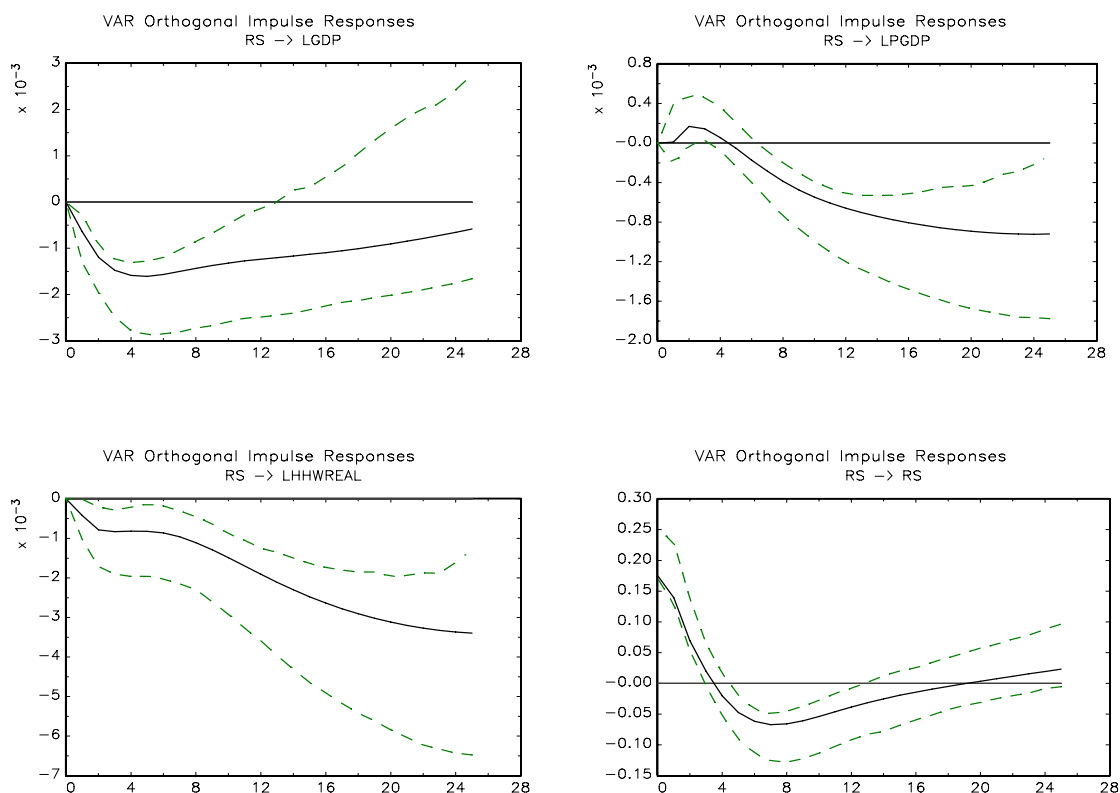 VAR Orthogonal Impulse Responses
RS -> LGDP
x 10^-3
3
2
1
0
-1
-2
-3
0 4 8 12 16 20 24 28
VAR Orthogonal Impulse Responses
RS -> LPGDP
x 10^-3
0.8
0.4
-0.0
-0.4
-0.8
-1.2
-1.6
-2.0
0 4 8 12 16 20 24 28
VAR Orthogonal Impulse Responses
RS -> LHHWREAL
x 10^-3
0
-1
-2
-3
-4
-5
-6
-7
0 4 8 12 16 20 24 28
VAR Orthogonal Impulse Responses
RS -> RS
0.30
0.25
0.20
0.15
0.10
0.05
-0.00
-0.05
-0.10
-0.15
0 4 8 12 16 20 24 28